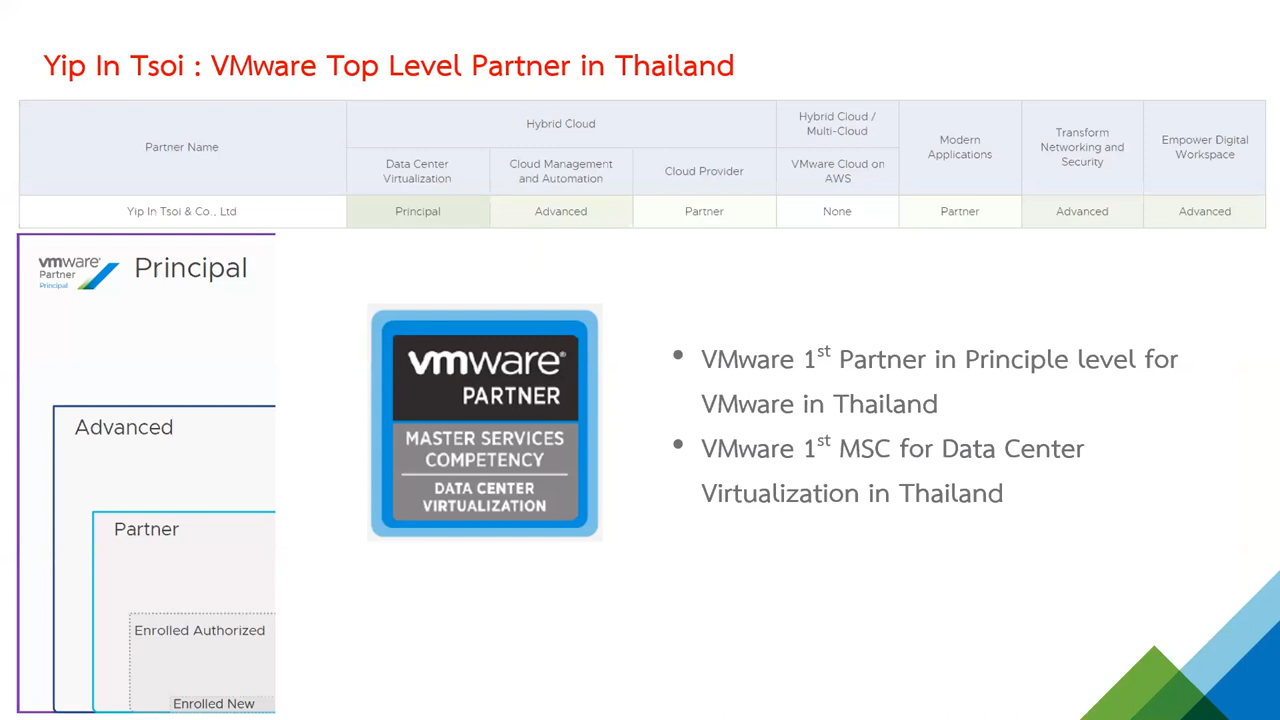 Yip In Tsoi : VMware Top Level Partner in Thailand
Partner Name
Hybrid Cloud
Hybrid Cloud /
Multi-Cloud
Modern
Applications
Transform
Networking and
Security
Empower Digital
Workspace
Data Center
Virtualization
Cloud Management
and Automation
Cloud Provider
VMware Cloud on
AWS
Yip In Tsoi & Co., Ltd
Principal
Advanced
Partner
None
Partner
Advanced
Advanced
vmware
Partner
Principal
Principal
Advanced
Partner
Enrolled Authorized
Enrolled New
vmware®
PARTNER
MASTER SERVICES
COMPETENCY
DATA CENTER
VIRTUALIZATION
• VMware 1st Partner in Principle level for
VMware in Thailand
• VMware 1st MSC for Data Center
Virtualization in Thailand